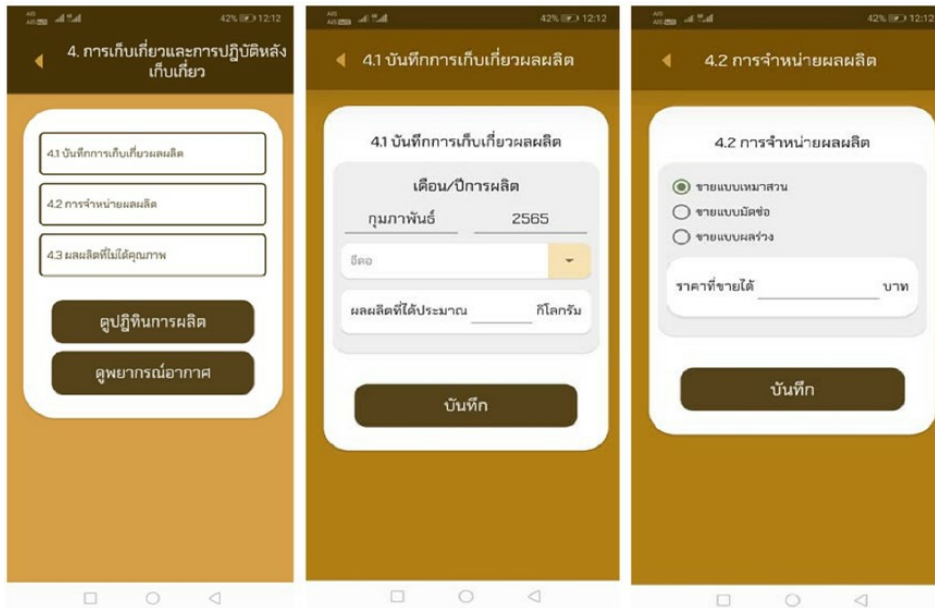 42% 12:12
4. การเก็บเกี่ยวและการปฏิบัติหลัง
เก็บเกี่ยว
4.1 บันทึกการเก็บเกี่ยวผลผลิต
4.2 การจำหน่ายผลผลิต
4.3 ผลผลิตที่ไม่ได้คุณภาพ
ดูปฏิทินการผลิต
ดูพยากรณ์อากาศ
42% 12:12
4.1 บันทึกการเก็บเกี่ยวผลผลิต
4.1 บันทึกการเก็บเกี่ยวผลผลิต
เดือน/ปีการผลิต
กุมภาพันธ์ 2565
อีดอ
ผลผลิตที่ได้ประมาณ กิโลกรัม
บันทึก
42% 12:12
4.2 การจำหน่ายผลผลิต
4.2 การจำหน่ายผลผลิต
ขายแบบเหมาสวน
ขายแบบมัดช่อ
ขายแบบผลร่วง
ราคาที่ขายได้ บาท
บันทึก